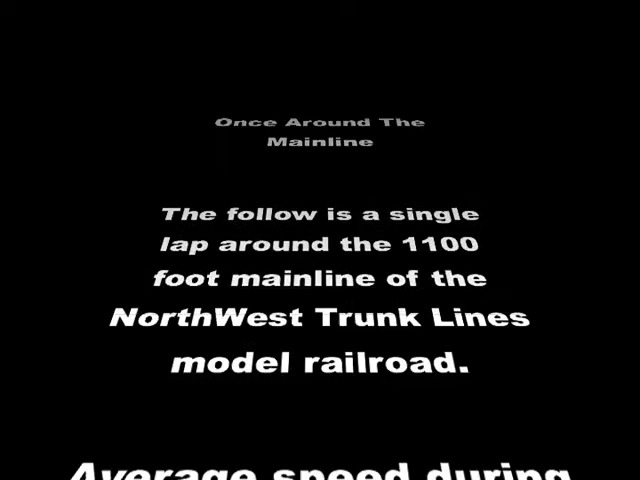 Once Around The
Mainline
The follow is a single
lap around the 1100
foot mainline of the
NorthWest Trunk Lines
model railroad.
Average speed during